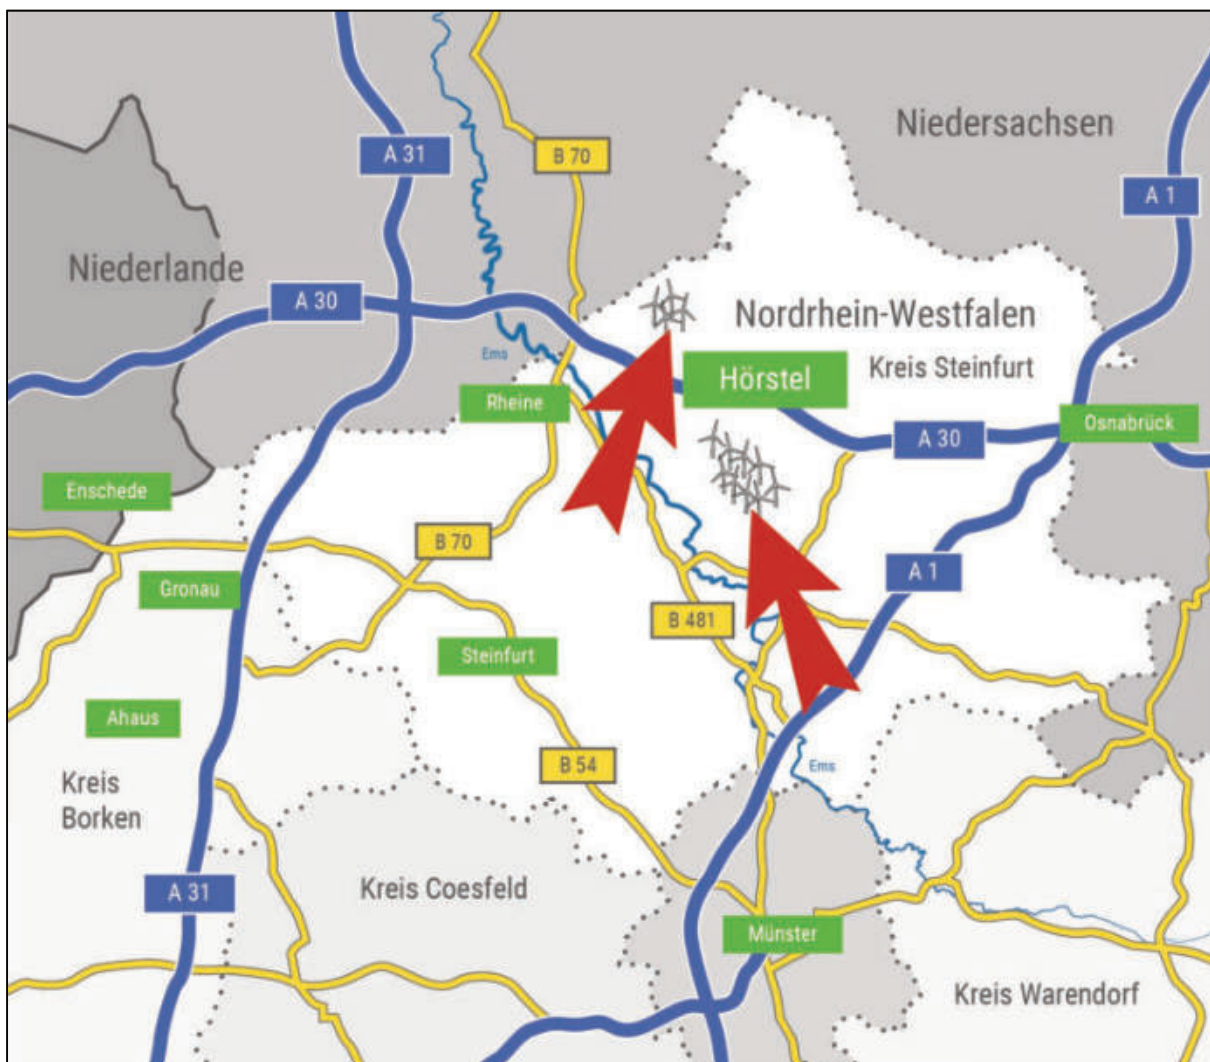 Niedersachsen
A 31
B 70
A 1
Niederlande
A 30
Nordrhein-Westfalen
Ems
Kreis Steinfurt
Hörstel
Rheine
Osnabrück
A 30
Enschede
B 70
A 1
Gronau
B 481
Steinfurt
Ahaus
B 54
Ems
Kreis
Borken
Kreis Coesfeld
A 31
Münster
Kreis Warendorf